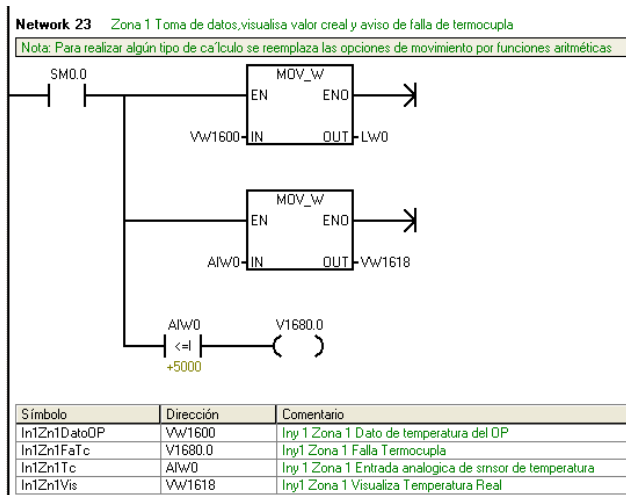 Network 23 Zona 1 Toma de datos,visualisa valor creal y aviso de falla de termocupla
Nota: Para realizar algún tipo de ca´lculo se reemplaza las opciones de movimiento por funciones aritméticas
SM0.0
MOV_W
EN ENO
VW1600 IN OUT LW0
MOV_W
EN ENO
AIW0 IN OUT VW1618
AIW0 V1680.0
<=I
+5000
Símbolo Dirección Comentario
In1Zn1DatoOP VW1600 Iny 1 Zona 1 Dato de temperatura del OP
In1Zn1FaTc V1680.0 Iny1 Zona 1 Falla Termocupla
In1Zn1Tc AIW0 Iny 1 Zona 1 Entrada analogica de srnsor de temperatura
In1Zn1Vis VW1618 Iny1 Zona 1 Visualiza Temperatura Real